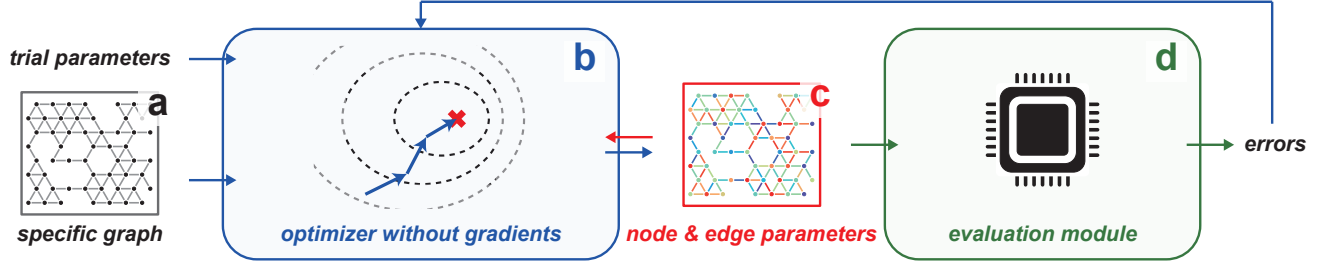 trial parameters
a
specific graph
b
optimizer without gradients
c
node & edge parameters
d
evaluation module
errors